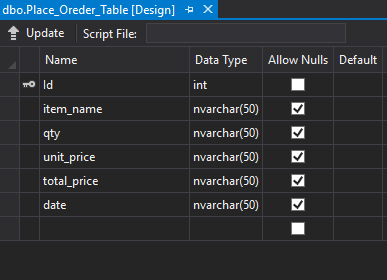 dbo.Place_Oreder_Table [Design]
Update Script File:
Name Data Type Allow Nulls Default
Id int
item_name nvarchar(50)
qty nvarchar(50)
unit_price nvarchar(50)
total_price nvarchar(50)
date nvarchar(50)